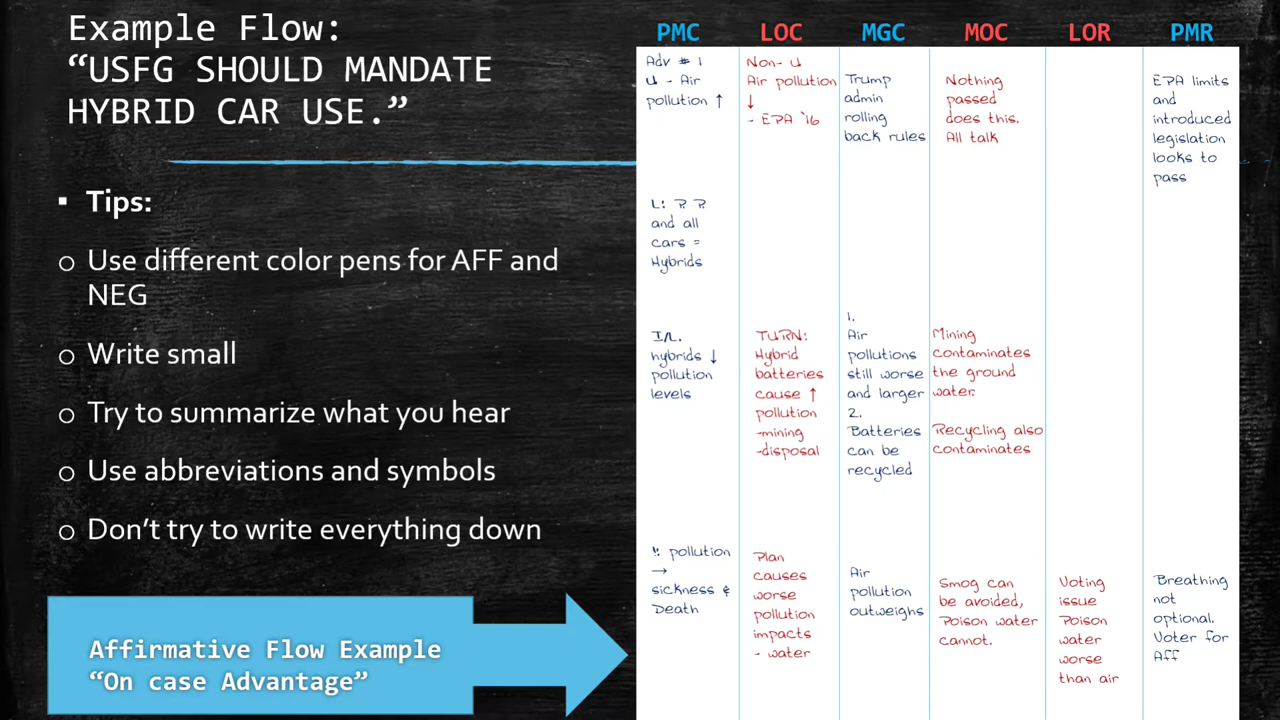 Example Flow:
“USFG SHOULD MANDATE
HYBRID CAR USE.”
▪ Tips:
o Use different color pens for AFF and
NEG
o Write small
o Try to summarize what you hear
o Use abbreviations and symbols
o Don’t try to write everything down
Affirmative Flow Example
“On case Advantage”
PMC
Adv # 1
U - Air
pollution ↑
L: P. P.
and all
cars =
Hybrids
I/L.
hybrids ↓
pollution
levels
!: pollution
→
sickness &
Death
LOC
Non- U
Air pollution
↓
- EPA `16
TURN:
Hybrid
batteries
cause ↑
pollution
-mining
-disposal
Plan
causes
worse
pollution
impacts
- water
MGC
Trump
admin
rolling
back rules
1.
Air
pollutions
still worse
and larger
2.
Batteries
can be
recycled
Air
pollution
outweighs
MOC
Nothing
passed
does this.
All talk
Mining
contaminates
the ground
water.
Recycling also
contaminates
Smog can
be avoided,
Poison water
cannot.
LOR
Voting
issue
Poison
water
worse
than air
PMR
EPA limits
and
introduced
legislation
looks to
pass
Breathing
not
optional.
Voter for
Aff